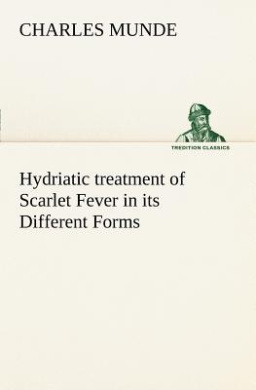 CHARLES MUNDE
TREDITION CLASSICS
Hydriatic treatment of
Scarlet Fever in its
Different Forms